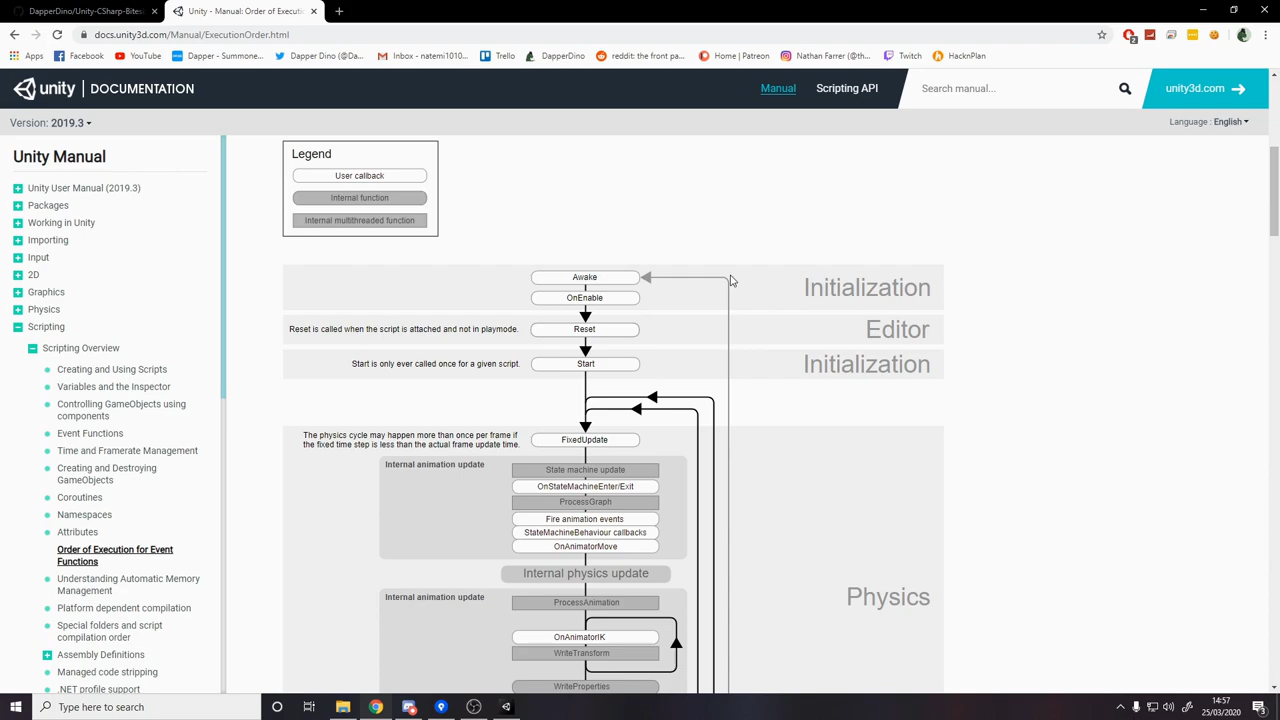 DapperDino/Unity-CSharp-Bitesiz
Unity - Manual: Order of Execution
docs.unity3d.com/Manual/ExecutionOrder.html
Apps
Facebook
YouTube
Dapper - Summone...
Dapper Dino (@Da...
Inbox - natemi1010...
Trello
DapperDino
reddit: the front pa...
Home | Patreon
Nathan Farrer (@th...
Twitch
HacknPlan
unity
DOCUMENTATION
Manual
Scripting API
Search manual...
unity3d.com
Version: 2019.3
Language : English
Unity Manual
Unity User Manual (2019.3)
Packages
Working in Unity
Importing
Input
2D
Graphics
Physics
Scripting
Scripting Overview
Creating and Using Scripts
Variables and the Inspector
Controlling GameObjects using
components
Event Functions
Time and Framerate Management
Creating and Destroying
GameObjects
Coroutines
Namespaces
Attributes
Order of Execution for Event
Functions
Understanding Automatic Memory
Management
Platform dependent compilation
Special folders and script
compilation order
Assembly Definitions
Managed code stripping
.NET profile support
Legend
User callback
Internal function
Internal multithreaded function
Awake
OnEnable
Initialization
Reset is called when the script is attached and not in playmode.
Reset
Editor
Start is only ever called once for a given script.
Start
Initialization
The physics cycle may happen more than once per frame if
the fixed time step is less than the actual frame update time.
FixedUpdate
Internal animation update
State machine update
OnStateMachineEnter/Exit
ProcessGraph
Fire animation events
StateMachineBehaviour callbacks
OnAnimatorMove
Internal physics update
Internal animation update
ProcessAnimation
Physics
OnAnimatorIK
WriteTransform
WriteProperties
Type here to search
14:57
25/03/2020